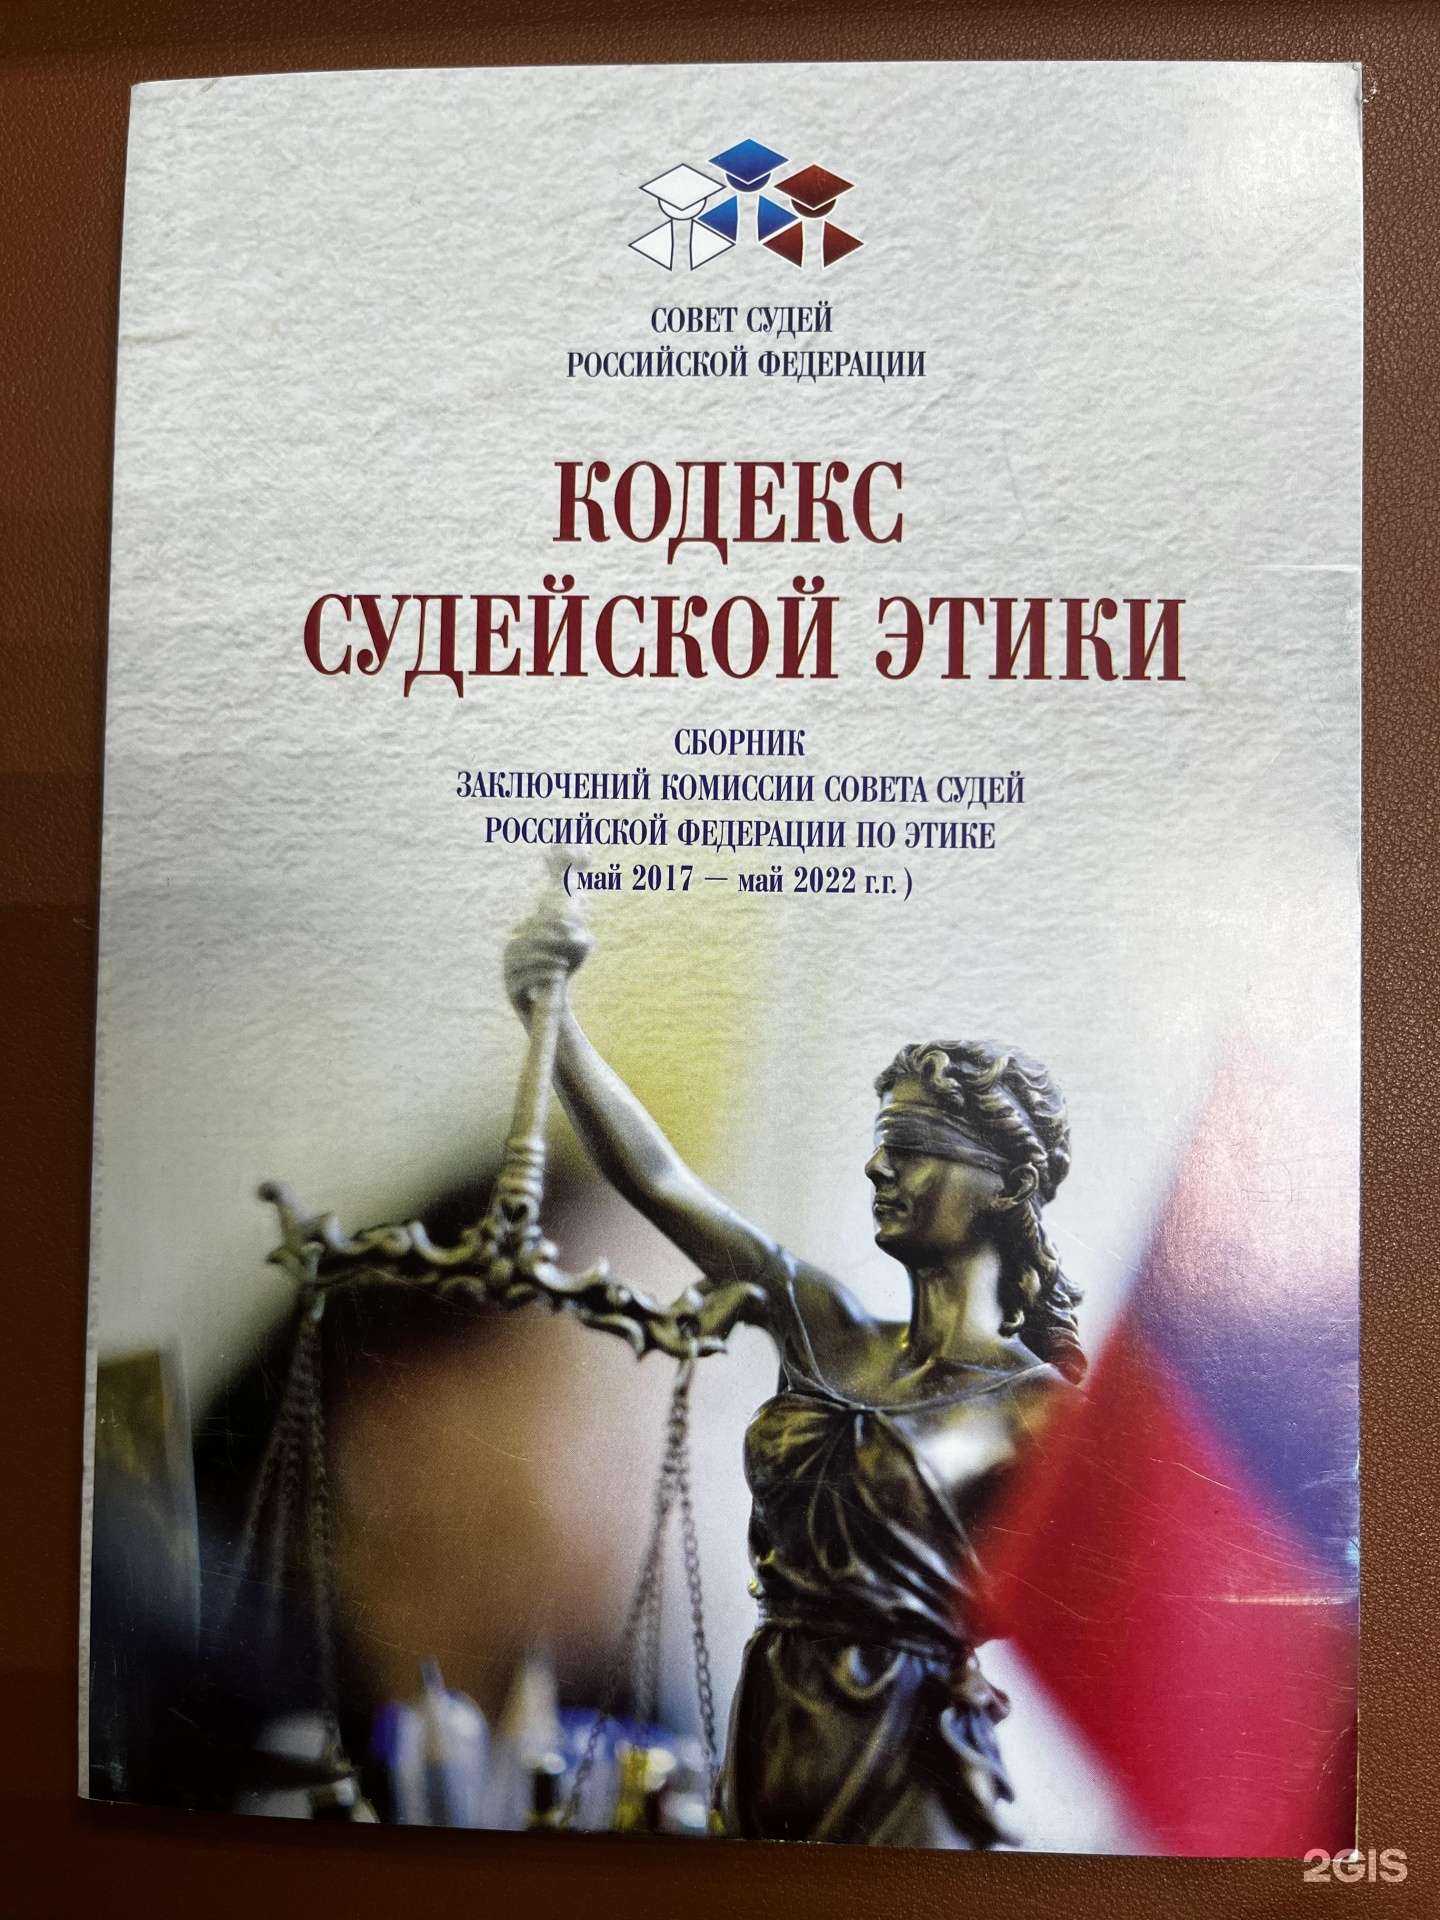 СОВЕТ СУДЕЙ
РОССИЙСКОЙ ФЕДЕРАЦИИ
КОДЕКС
СУДЕЙСКОЙ ЭТИКИ
СБОРНИК
ЗАКЛЮЧЕНИЙ КОМИССИИ СОВЕТА СУДЕЙ
РОССИЙСКОЙ ФЕДЕРАЦИИ ПО ЭТИКЕ
(май 2017 — май 2022 г.г.)
2GIS